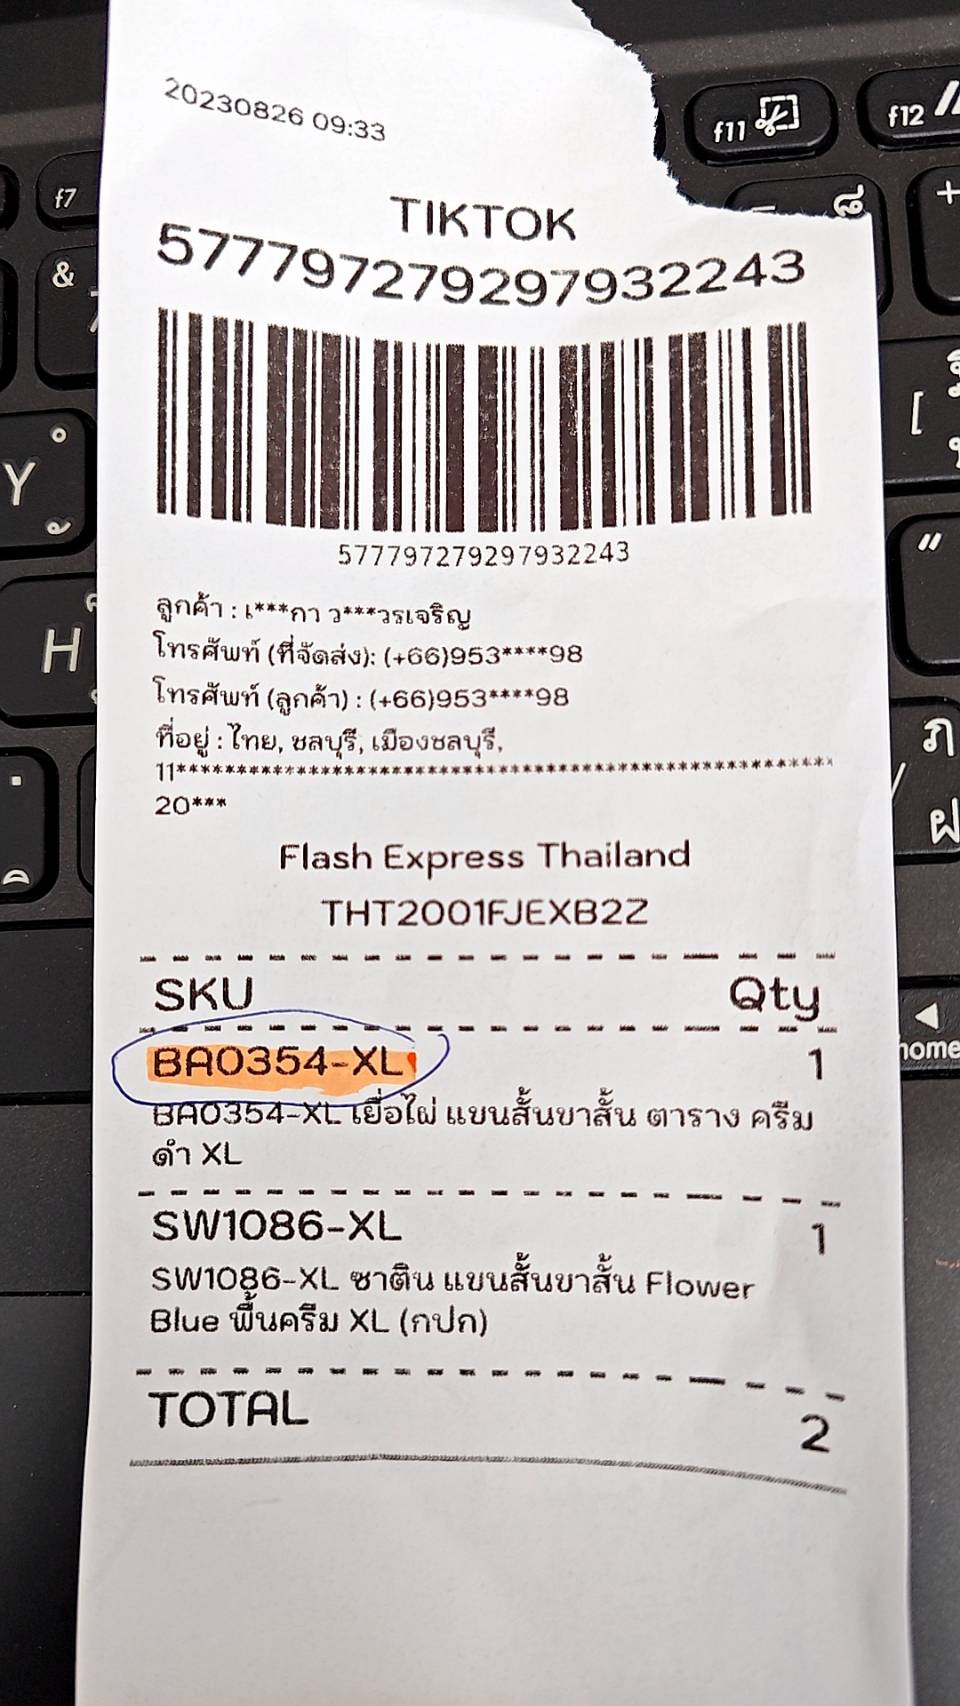 20230826 09:33
TIKTOK
577797279297932243
577797279297932243
ลูกค้า : เ***กา ว***วรเจริญ
โทรศัพท์ (ที่จัดส่ง): (+66)953****98
โทรศัพท์ (ลูกค้า) : (+66)953****98
ที่อยู่ : ไทย, ชลบุรี, เมืองชลบุรี,
11******************************************************
20***
Flash Express Thailand
THT2001FJEXB2Z
SKU Qty
BA0354-XL 1
BA0354-XL เยื่อไผ่ แขนสั้นขาสั้น ตาราง ครีม
ดำ XL
SW1086-XL 1
SW1086-XL ซาติน แขนสั้นขาสั้น Flower
Blue พื้นครีม XL (กปก)
TOTAL 2
f7
f11
f12
&
+
Y
[
H
"
ภ
ฝ
home